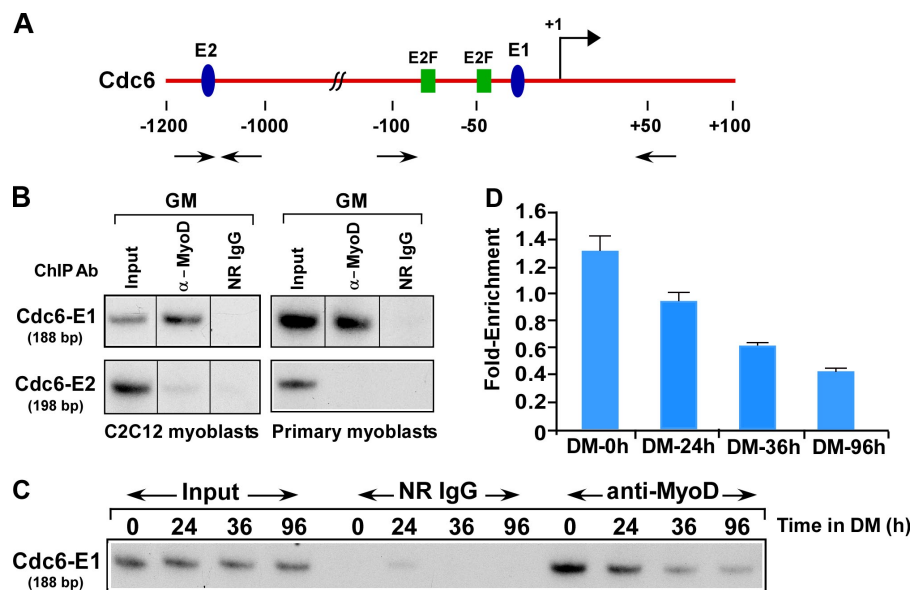 A
E2 E2F E2F E1 +1
Cdc6
-1200 -1000 -100 -50 +50 +100
B
GM GM
ChIP Ab Input α-MyoD NR IgG Input α-MyoD NR IgG
Cdc6-E1
(188 bp)
Cdc6-E2
(198 bp)
C2C12 myoblasts Primary myoblasts
D
Fold-Enrichment
1.6
1.4
1.2
1.0
0.8
0.6
0.4
0.2
0
DM-0h DM-24h DM-36h DM-96h
C
Input NR IgG anti-MyoD
0 24 36 96 0 24 36 96 0 24 36 96 Time in DM (h)
Cdc6-E1
(188 bp)